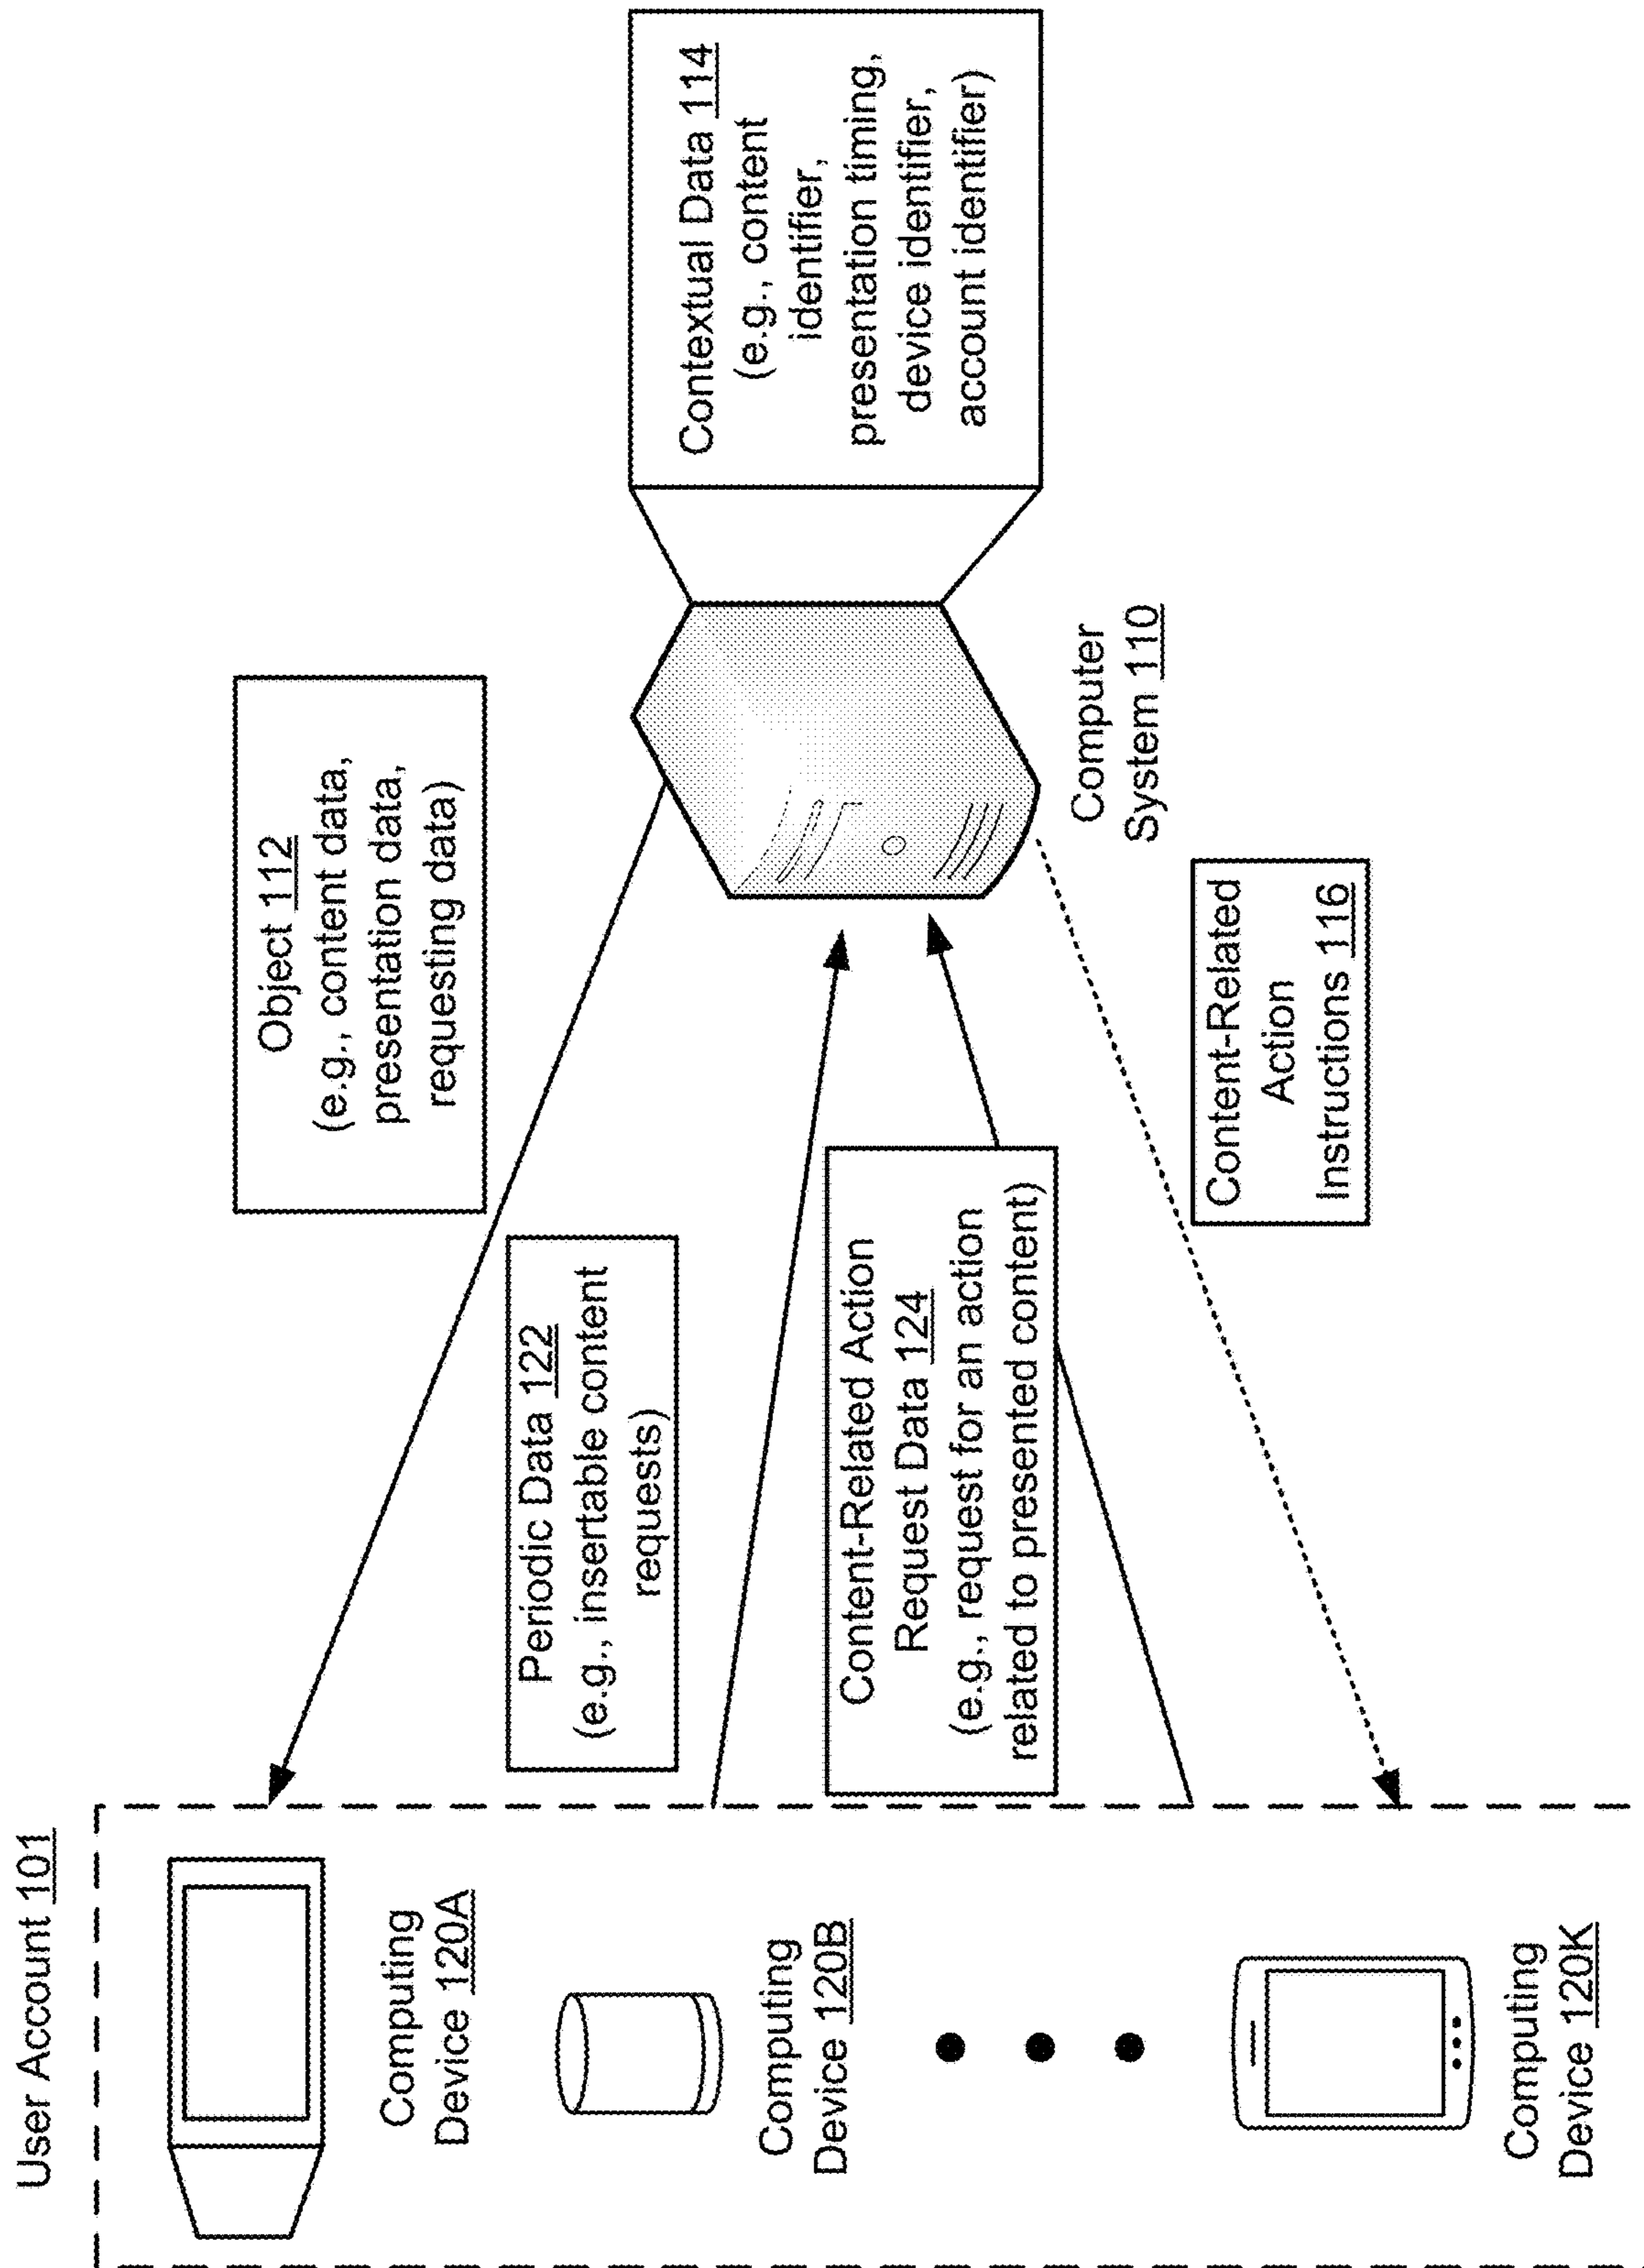 User Account 101
Computing
Device 120A
Computing
Device 120B
Computing
Device 120K
Object 112
(e.g., content data,
presentation data,
requesting data)
Periodic Data 122
(e.g., insertable content
requests)
Content-Related Action
Request Data 124
(e.g., request for an action
related to presented content)
Content-Related
Action
Instructions 116
Computer
System 110
Contextual Data 114
(e.g., content
identifier,
presentation timing,
device identifier,
account identifier)